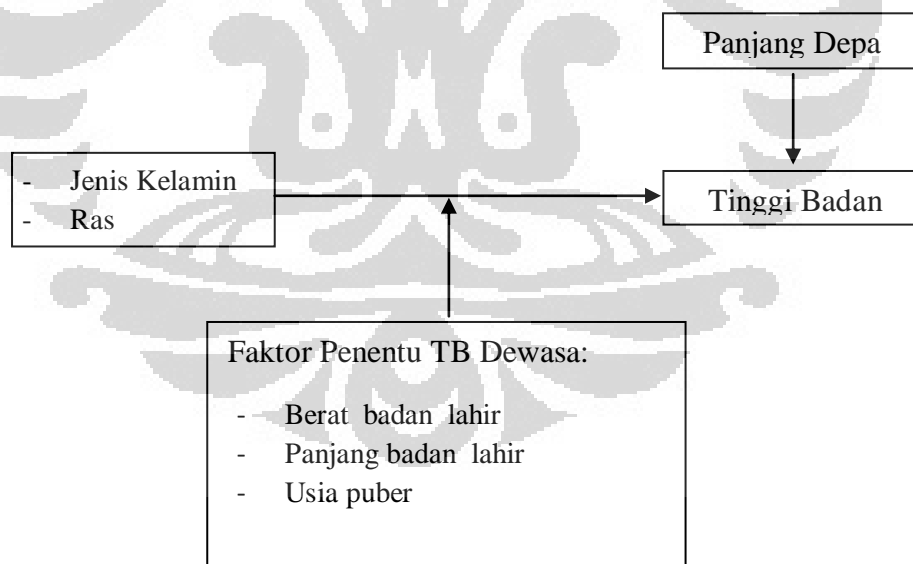 Panjang Depa
- Jenis Kelamin
- Ras
Tinggi Badan
Faktor Penentu TB Dewasa:
- Berat badan lahir
- Panjang badan lahir
- Usia puber